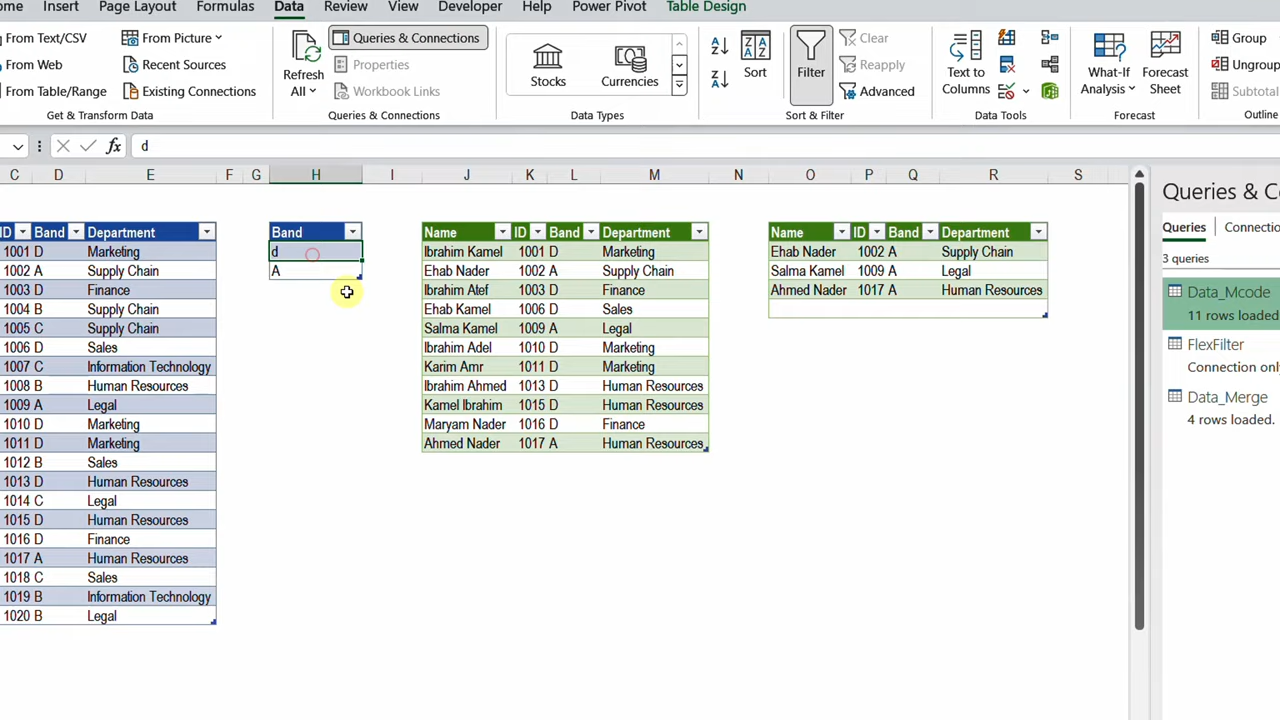 ome Insert Page Layout Formulas Data Review View Developer Help Power Pivot Table Design
From Text/CSV From Picture Queries & Connections Clear Group
From Web Recent Sources Properties Reapply Ungroup
From Table/Range Existing Connections Refresh All Workbook Links Stocks Currencies Sort Filter Advanced Text to Columns What-If Analysis Forecast Sheet Subtotal
Get & Transform Data Queries & Connections Data Types Sort & Filter Data Tools Forecast Outline
fx d
C D E F G H I J K L M N O P Q R S
Queries & C
Queries Connectio
3 queries
Data_Mcode
11 rows loaded
FlexFilter
Connection only
Data_Merge
4 rows loaded.
ID Band Department
1001 D Marketing
1002 A Supply Chain
1003 D Finance
1004 B Supply Chain
1005 C Supply Chain
1006 D Sales
1007 C Information Technology
1008 B Human Resources
1009 A Legal
1010 D Marketing
1011 D Marketing
1012 B Sales
1013 D Human Resources
1014 C Legal
1015 D Human Resources
1016 D Finance
1017 A Human Resources
1018 C Sales
1019 B Information Technology
1020 B Legal
Band
d
A
Name ID Band Department
Ibrahim Kamel 1001 D Marketing
Ehab Nader 1002 A Supply Chain
Ibrahim Atef 1003 D Finance
Ehab Kamal 1006 D Sales
Salma Kamel 1009 A Legal
Ibrahim Adel 1010 D Marketing
Karim Amr 1011 D Marketing
Ibrahim Ahmed 1013 D Human Resources
Kamel Ibrahim 1015 D Human Resources
Maryam Nader 1016 D Finance
Ahmed Nader 1017 A Human Resources
Name ID Band Department
Ehab Nader 1002 A Supply Chain
Salma Kamel 1009 A Legal
Ahmed Nader 1017 A Human Resources